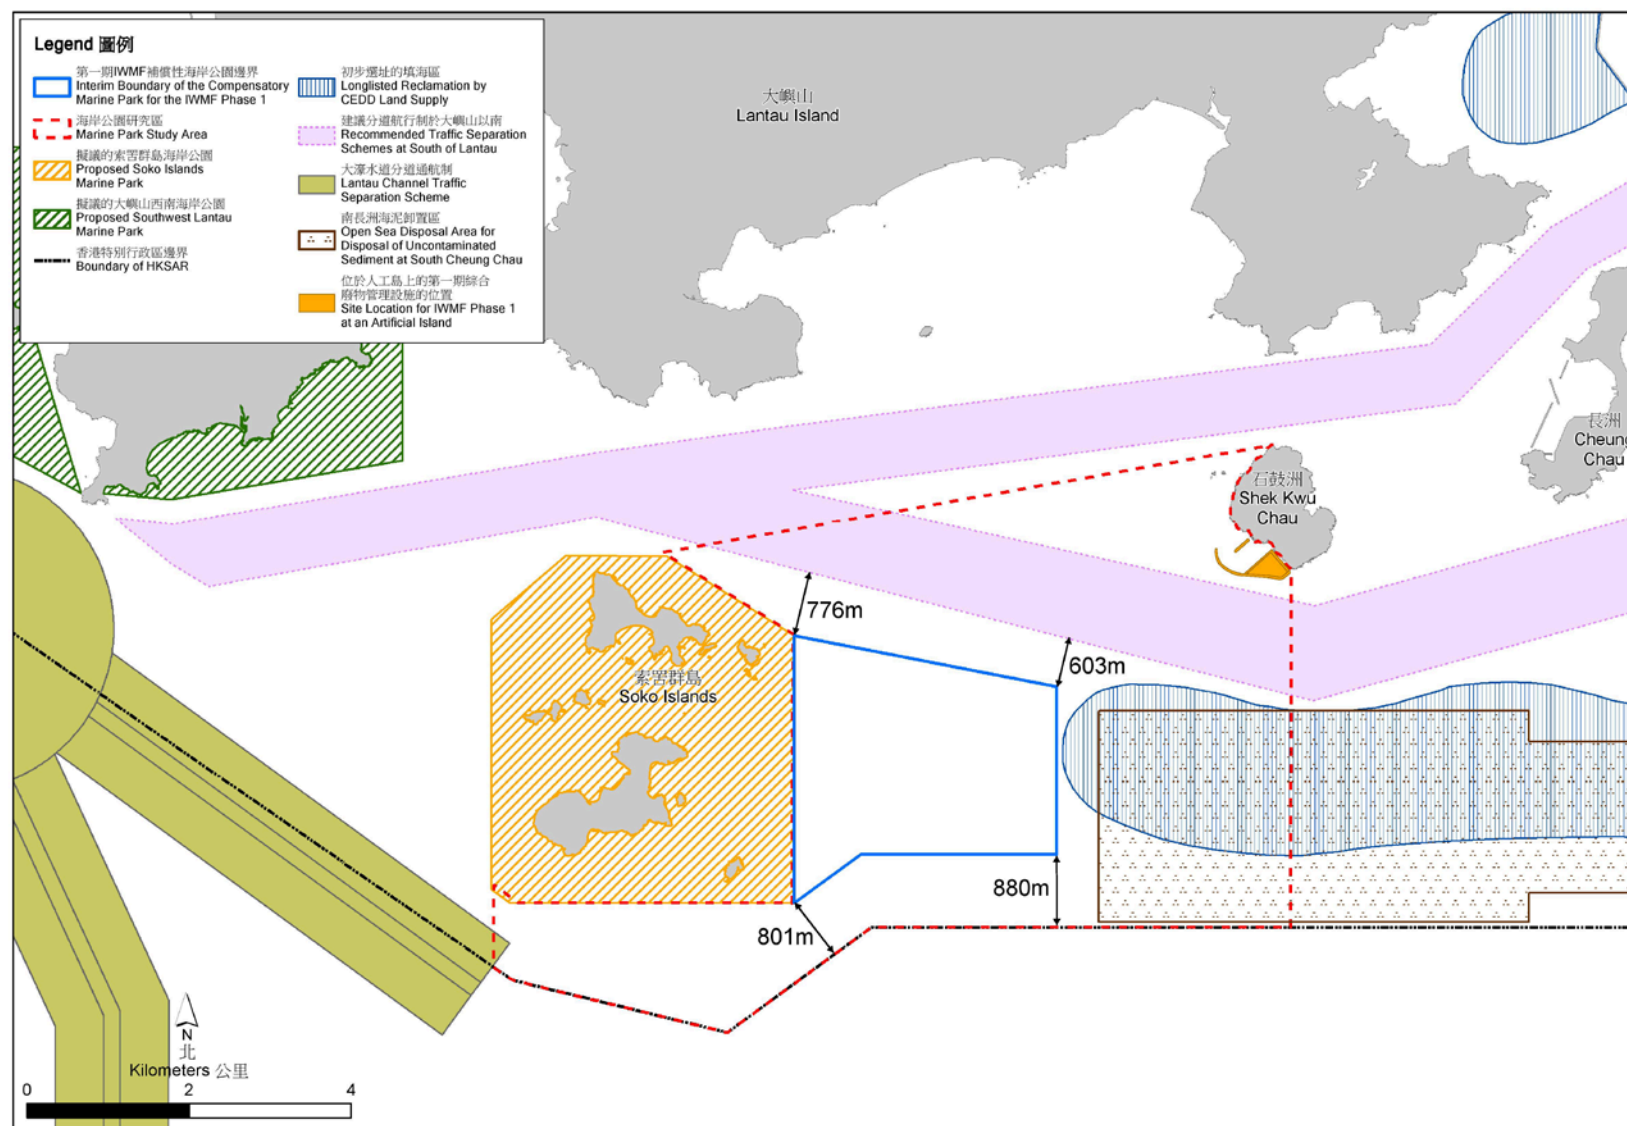 Legend 圖例
第一期IWMF補償性海岸公園邊界
Interim Boundary of the Compensatory
Marine Park for the IWMF Phase 1
海岸公園研究區
Marine Park Study Area
擬議的索罟群島海岸公園
Proposed Soko Islands
Marine Park
擬議的大嶼山西南海岸公園
Proposed Southwest Lantau
Marine Park
香港特別行政區邊界
Boundary of HKSAR
初步選址的填海區
Longlisted Reclamation by
CEDD Land Supply
建議分道航行制於大嶼山以南
Recommended Traffic Separation
Schemes at South of Lantau
大濠水道分道通航制
Lantau Channel Traffic
Separation Scheme
南長洲海泥卸置區
Open Sea Disposal Area for
Disposal of Uncontaminated
Sediment at South Cheung Chau
位於人工島上的第一期綜合
廢物管理設施的位置
Site Location for IWMF Phase 1
at an Artificial Island
大嶼山
Lantau Island
長洲
Cheung
Chau
石鼓洲
Shek Kwu
Chau
776m
603m
索罟群島
Soko Islands
880m
801m
N
北
Kilometers 公里
0 2 4